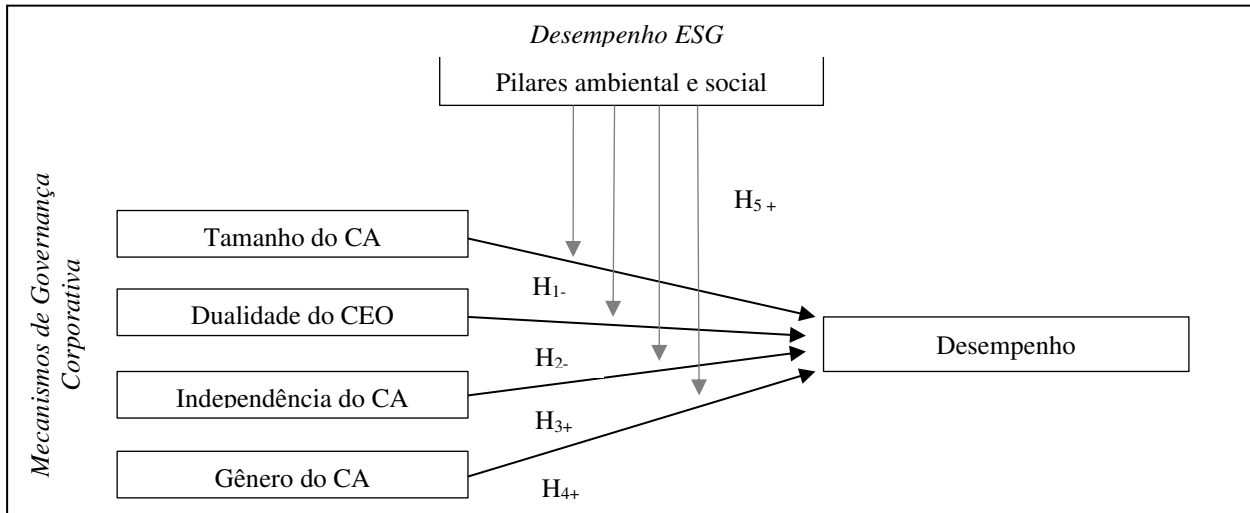 Desempenho ESG
Pilares ambiental e social
Mecanismos de Governança
Corporativa
H5 +
Tamanho do CA
H1-
Dualidade do CEO
Desempenho
H2-
Independência do CA
H3+
Gênero do CA
H4+